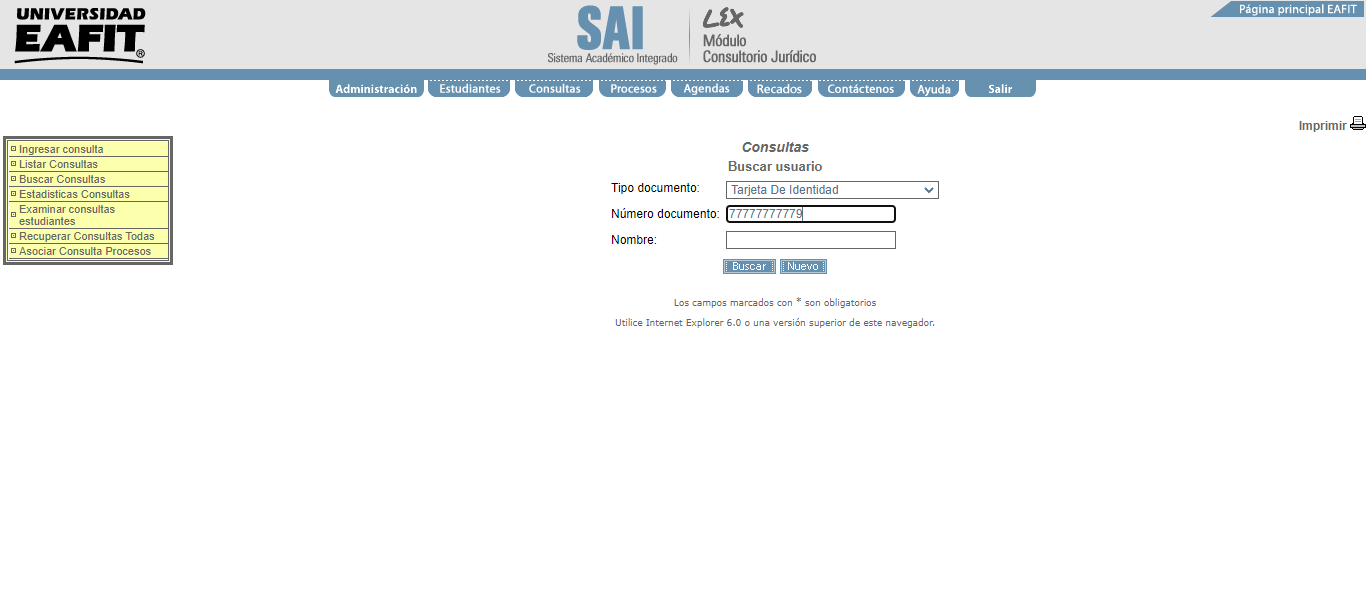 UNIVERSIDAD
EAFIT®
SAI
Sistema Académico Integrado
LEX
Módulo
Consultorio Jurídico
Página principal EAFIT
Administración Estudiantes Consultas Procesos Agendas Recados Contáctenos Ayuda Salir
Imprimir
Ingresar consulta
Listar Consultas
Buscar Consultas
Estadisticas Consultas
Examinar consultas
estudiantes
Recuperar Consultas Todas
Asociar Consulta Procesos
Consultas
Buscar usuario
Tipo documento: Tarjeta De Identidad
Número documento: 77777777779
Nombre:
Buscar Nuevo
Los campos marcados con * son obligatorios
Utilice Internet Explorer 6.0 o una versión superior de este navegador.